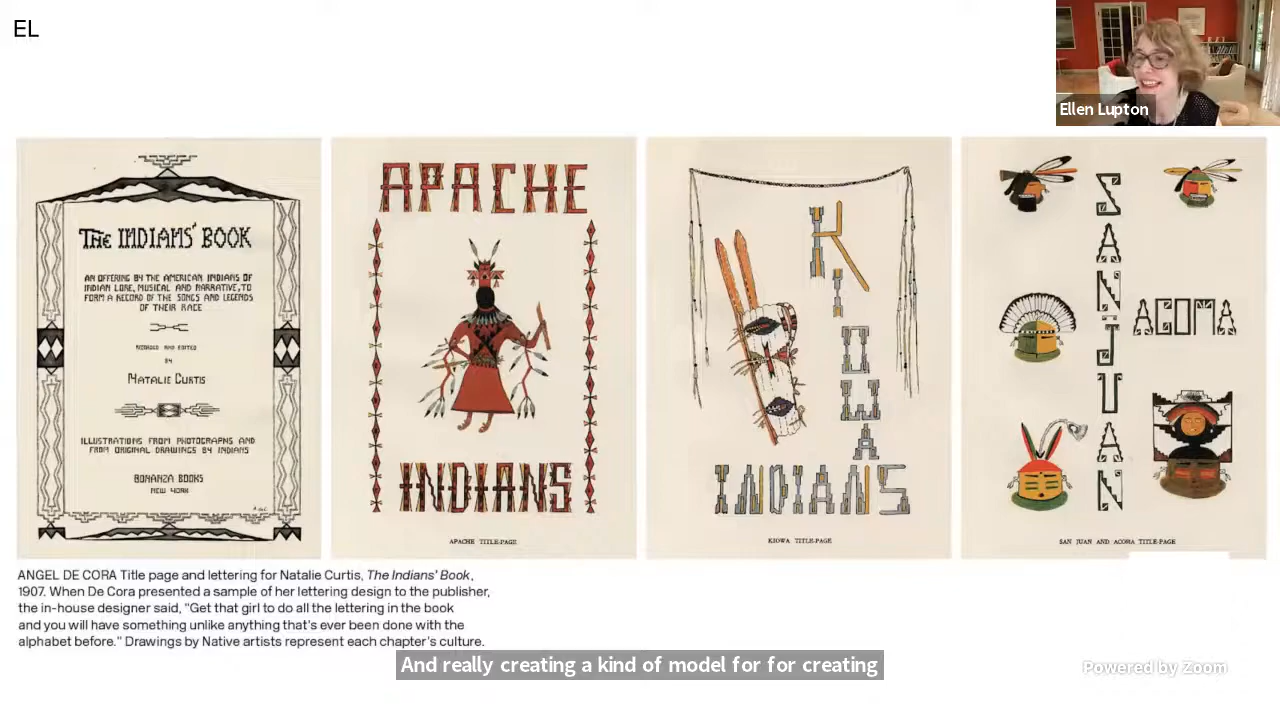 EL
Ellen Lupton
THE INDIANS' BOOK
AN OFFERING BY THE AMERICAN INDIANS OF
INDIAN LORE, MUSICAL AND NARRATIVE, TO
FORM A RECORD OF THE SONGS AND LEGENDS
OF THEIR RACE
RECORDED AND EDITED
BY
NATALIE CURTIS
ILLUSTRATIONS FROM PHOTOGRAPHS AND
FROM ORIGINAL DRAWINGS BY INDIANS
BONANZA BOOKS
NEW YORK
APACHE
INDIANS
APACHE TITLE-PAGE
KIOWA
INDIANS
KIOWA TITLE-PAGE
SAN JUAN
ACOMA
SAN JUAN AND ACOMA TITLE-PAGE
ANGEL DE CORA Title page and lettering for Natalie Curtis, The Indians' Book,
1907. When De Cora presented a sample of her lettering design to the publisher,
the in-house designer said, "Get that girl to do all the lettering in the book
and you will have something unlike anything that's ever been done with the
alphabet before." Drawings by Native artists represent each chapter's culture.
And really creating a kind of model for for creating
Powered by Zoom